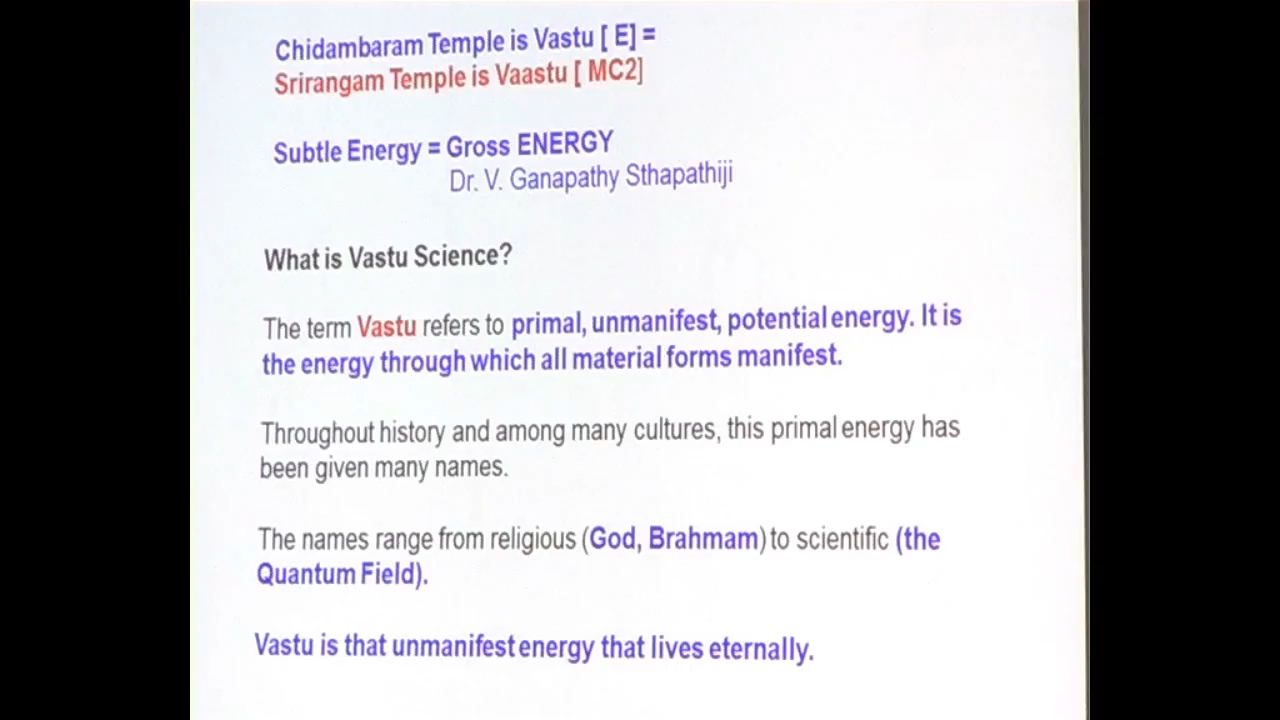 Chidambaram Temple is Vastu [ E] =
Srirangam Temple is Vaastu [ MC2]
Subtle Energy = Gross ENERGY
Dr. V. Ganapathy Sthapathiji
What is Vastu Science?
The term Vastu refers to primal, unmanifest, potential energy. It is
the energy through which all material forms manifest.
Throughout history and among many cultures, this primal energy has
been given many names.
The names range from religious (God, Brahmam) to scientific (the
Quantum Field).
Vastu is that unmanifest energy that lives eternally.